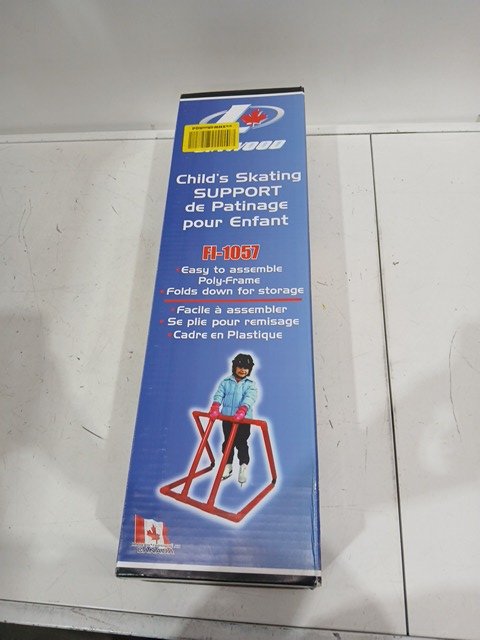 Child's Skating
SUPPORT
de Patinage
pour Enfant
FI-1057
• Easy to assemble
Poly-Frame
• Folds down for storage
• Facile à assembler
• Se plie pour remisage
• Cadre en Plastique